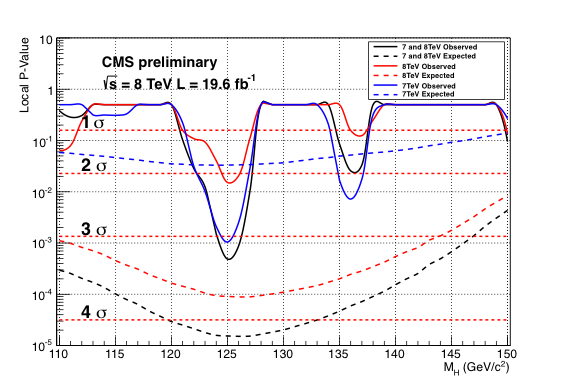 CMS preliminary
√s = 8 TeV L = 19.6 fb⁻¹
7 and 8TeV Observed
7 and 8TeV Expected
8TeV Observed
8TeV Expected
7TeV Observed
7TeV Expected
Local P-Value
10
1
10⁻¹
10⁻²
10⁻³
10⁻⁴
10⁻⁵
1 σ
2 σ
3 σ
4 σ
110 115 120 125 130 135 140 145 150
M_H (GeV/c²)